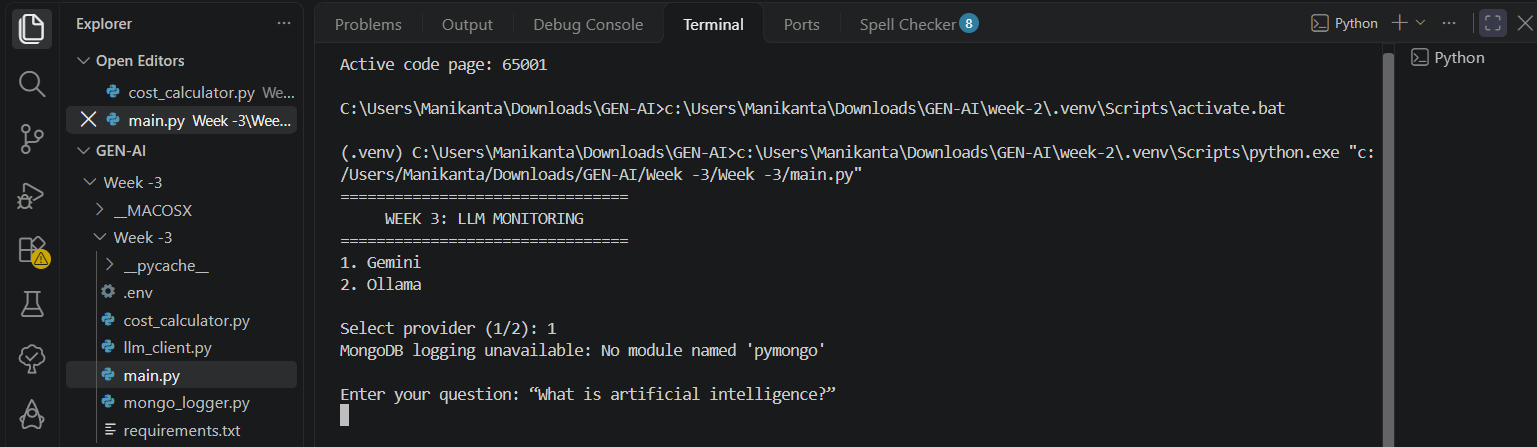 Explorer ...
Open Editors
cost_calculator.py We...
main.py Week -3\Wee...
GEN-AI
Week -3
__MACOSX
Week -3
__pycache__
.env
cost_calculator.py
llm_client.py
main.py
mongo_logger.py
requirements.txt
Problems Output Debug Console Terminal Ports Spell Checker 8
Python
Python
Active code page: 65001
C:\Users\Manikanta\Downloads\GEN-AI>c:\Users\Manikanta\Downloads\GEN-AI\week-2\.venv\Scripts\activate.bat
(.venv) C:\Users\Manikanta\Downloads\GEN-AI>c:\Users\Manikanta\Downloads\GEN-AI\week-2\.venv\Scripts\python.exe "c:
/Users/Manikanta/Downloads/GEN-AI/Week -3/Week -3/main.py"
================================
WEEK 3: LLM MONITORING
================================
1. Gemini
2. Ollama
Select provider (1/2): 1
MongoDB logging unavailable: No module named 'pymongo'
Enter your question: “What is artificial intelligence?”